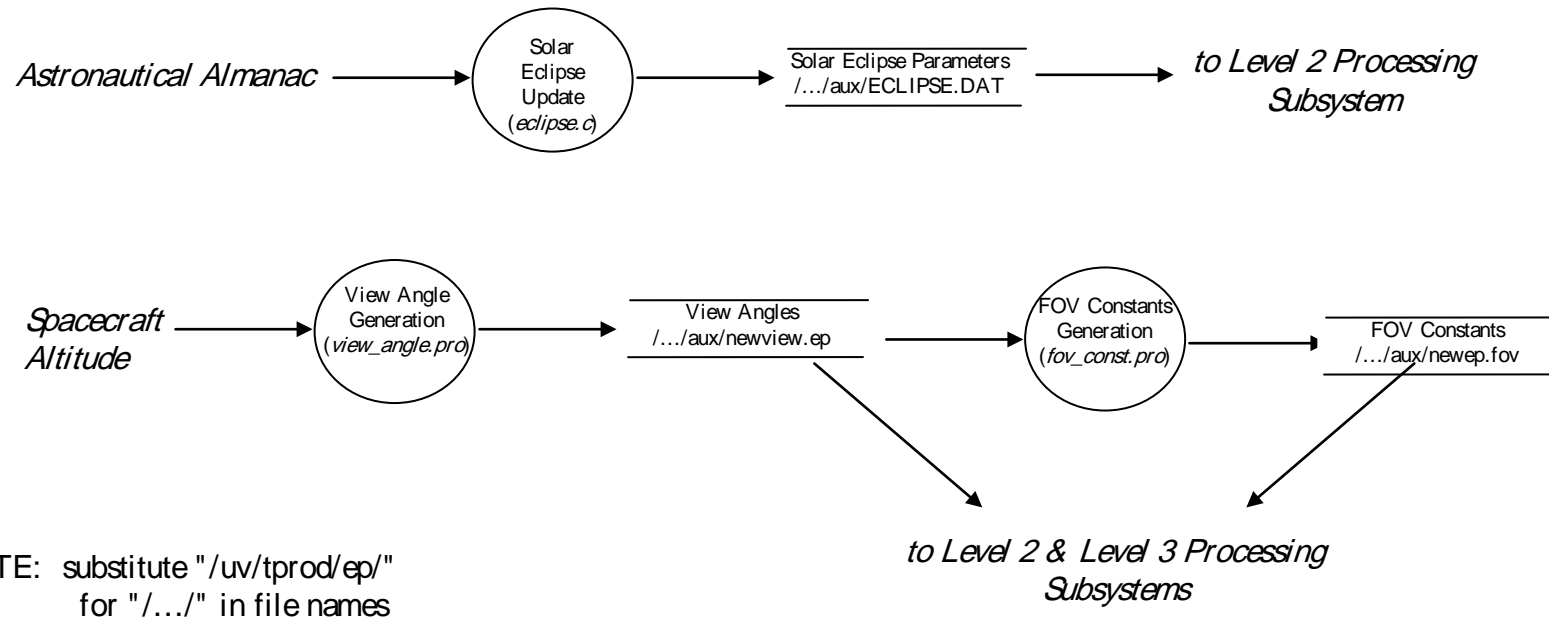 Astronautical Almanac
Solar
Eclipse
Update
(eclipse.c)
Solar Eclipse Parameters
/…/aux/ECLIPSE.DAT
to Level 2 Processing
Subsystem
Spacecraft
Altitude
View Angle
Generation
(view_angle.pro)
View Angles
/…/aux/newview.ep
FOV Constants
Generation
(fov_const.pro)
FOV Constants
/…/aux/newep.fov
to Level 2 & Level 3 Processing
Subsystems
TE: substitute "/uv/tprod/ep/"
for "/…/" in file names